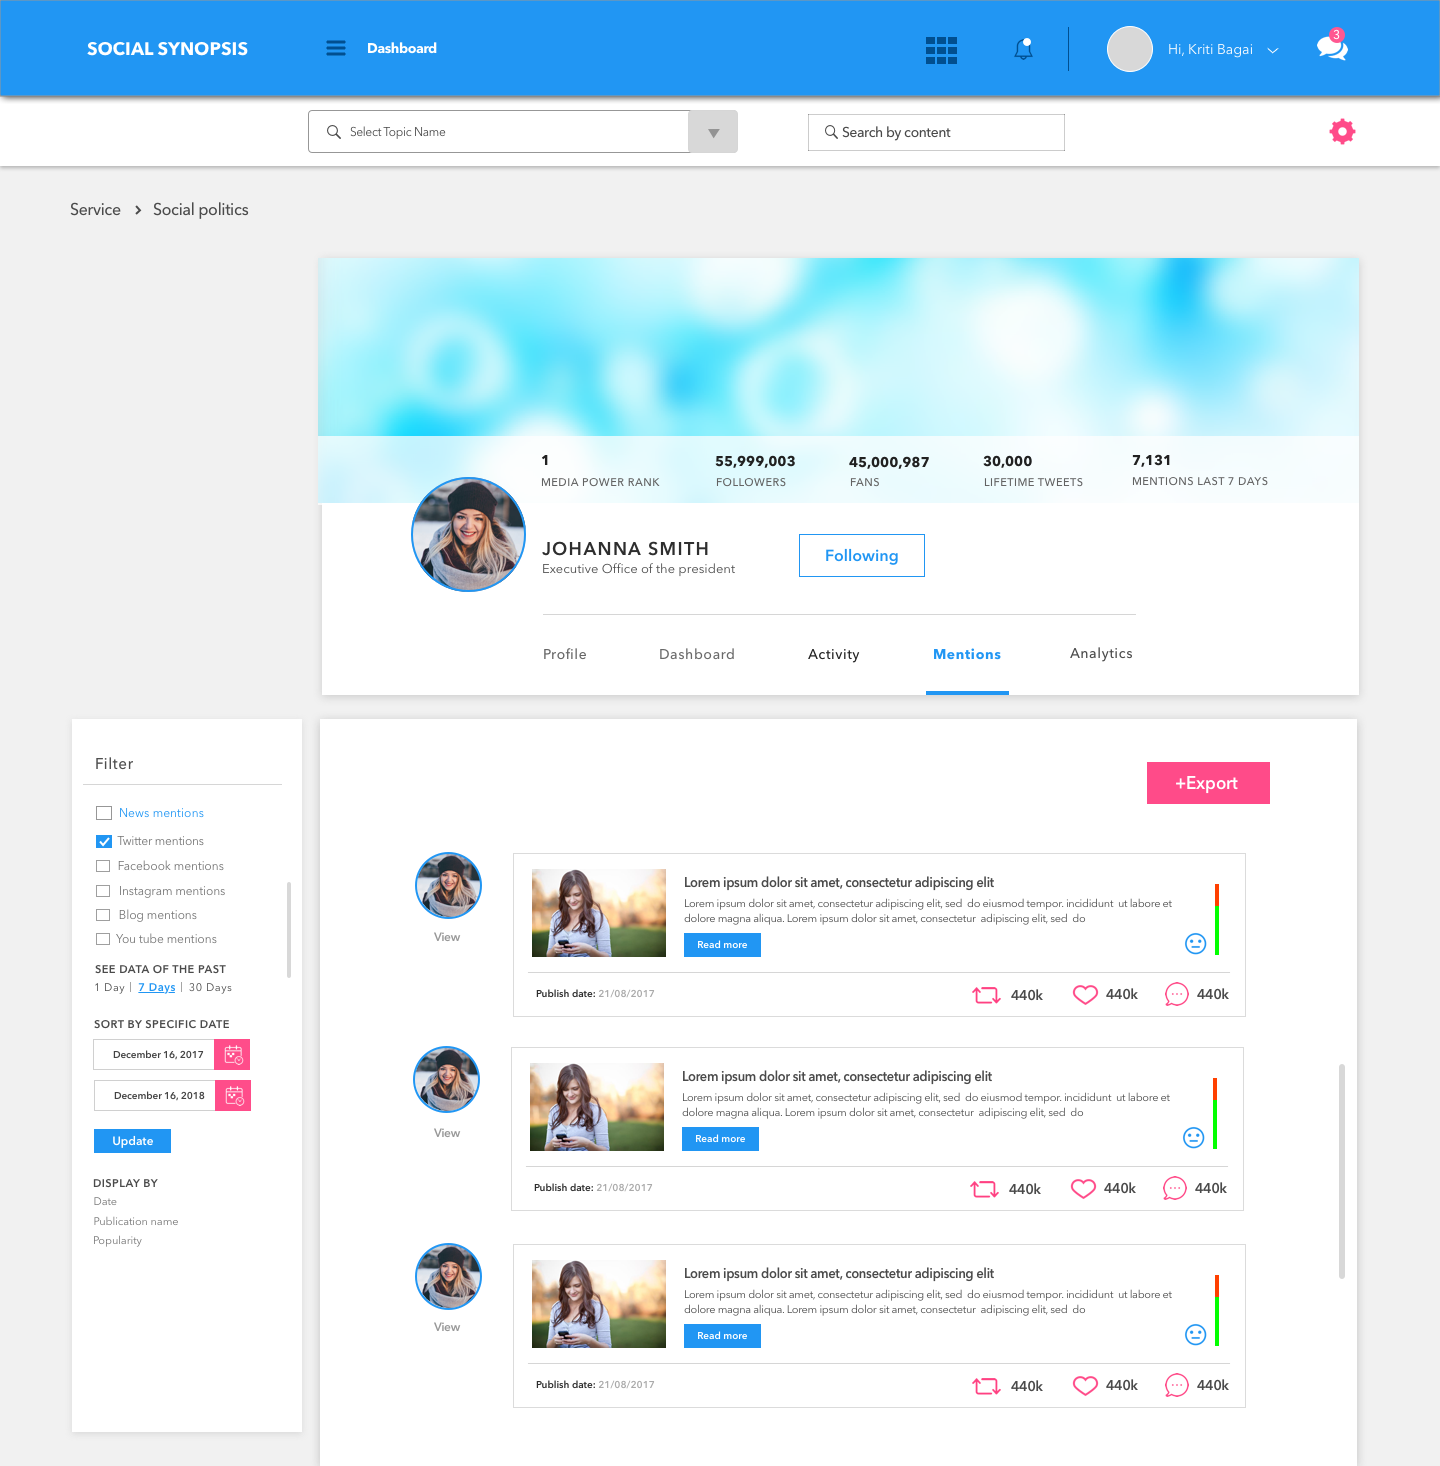 SOCIAL SYNOPSIS
Dashboard
Hi, Kriti Bagai
3
Select Topic Name
Search by content
Service > Social politics
1
MEDIA POWER RANK
55,999,003
FOLLOWERS
45,000,987
FANS
30,000
LIFETIME TWEETS
7,131
MENTIONS LAST 7 DAYS
JOHANNA SMITH
Executive Office of the president
Following
Profile
Dashboard
Activity
Mentions
Analytics
Filter
News mentions
Twitter mentions
Facebook mentions
Instagram mentions
Blog mentions
You tube mentions
SEE DATA OF THE PAST
1 Day | 7 Days | 30 Days
SORT BY SPECIFIC DATE
December 16, 2017
December 16, 2018
Update
DISPLAY BY
Date
Publication name
Popularity
+Export
View
Lorem ipsum dolor sit amet, consectetur adipiscing elit
Lorem ipsum dolor sit amet, consectetur adipiscing elit, sed do eiusmod tempor. incididunt ut labore et
dolore magna aliqua. Lorem ipsum dolor sit amet, consectetur adipiscing elit, sed do
Read more
Publish date: 21/08/2017
440k
440k
440k
View
Lorem ipsum dolor sit amet, consectetur adipiscing elit
Lorem ipsum dolor sit amet, consectetur adipiscing elit, sed do eiusmod tempor. incididunt ut labore et
dolore magna aliqua. Lorem ipsum dolor sit amet, consectetur adipiscing elit, sed do
Read more
Publish date: 21/08/2017
440k
440k
440k
View
Lorem ipsum dolor sit amet, consectetur adipiscing elit
Lorem ipsum dolor sit amet, consectetur adipiscing elit, sed do eiusmod tempor. incididunt ut labore et
dolore magna aliqua. Lorem ipsum dolor sit amet, consectetur adipiscing elit, sed do
Read more
Publish date: 21/08/2017
440k
440k
440k